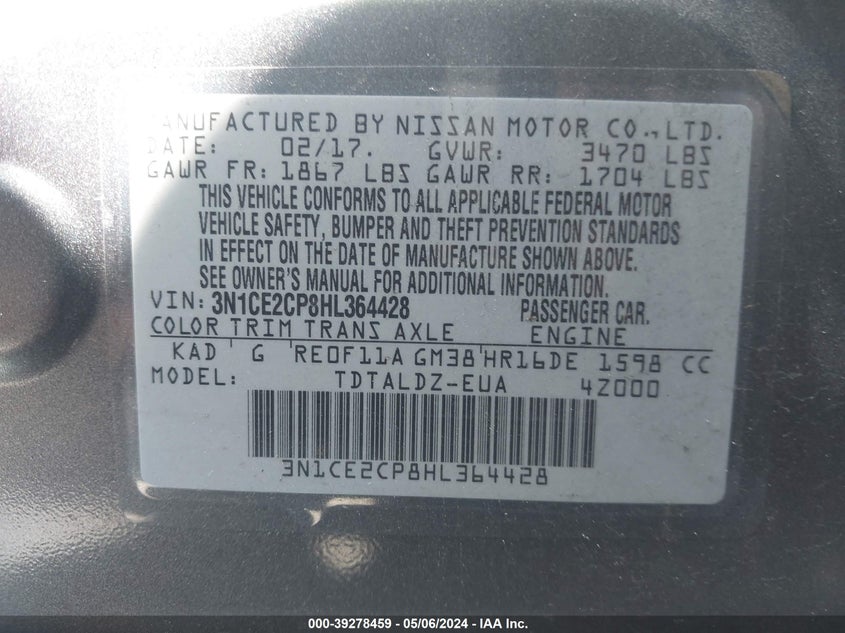 MANUFACTURED BY NISSAN MOTOR CO., LTD.
DATE: 02/17. GVWR: 3470 LBS
GAWR FR: 1867 LBS GAWR RR: 1704 LBS
THIS VEHICLE CONFORMS TO ALL APPLICABLE FEDERAL MOTOR
VEHICLE SAFETY, BUMPER AND THEFT PREVENTION STANDARDS
IN EFFECT ON THE DATE OF MANUFACTURE SHOWN ABOVE.
SEE OWNER'S MANUAL FOR ADDITIONAL INFORMATION.
VIN: 3N1CE2CP8HL364428 PASSENGER CAR.
COLOR TRIM TRANS AXLE ENGINE
KAD G RE0F11A GM38 HR16DE 1598 CC
MODEL: TDTALDZ-EUA 4Z000
3N1CE2CP8HL364428
000-39278459 - 05/06/2024 - IAA Inc.